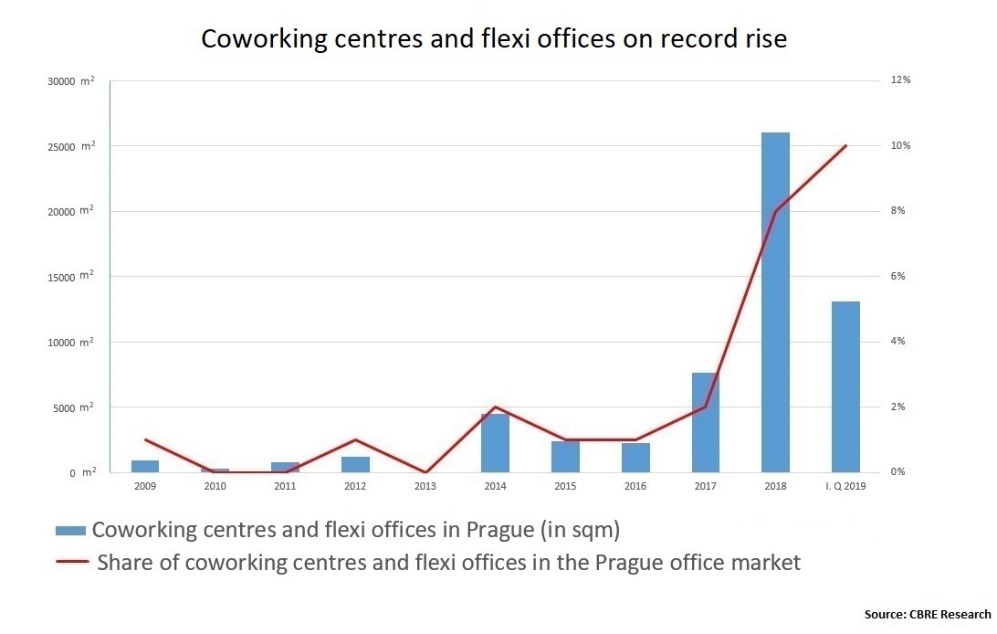 Coworking centres and flexi offices on record rise
30000 m²
25000 m²
20000 m²
15000 m²
10000 m²
5000 m²
0 m²
12%
10%
8%
6%
4%
2%
0%
2009 2010 2011 2012 2013 2014 2015 2016 2017 2018 I. Q 2019
Coworking centres and flexi offices in Prague (in sqm)
Share of coworking centres and flexi offices in the Prague office market
Source: CBRE Research